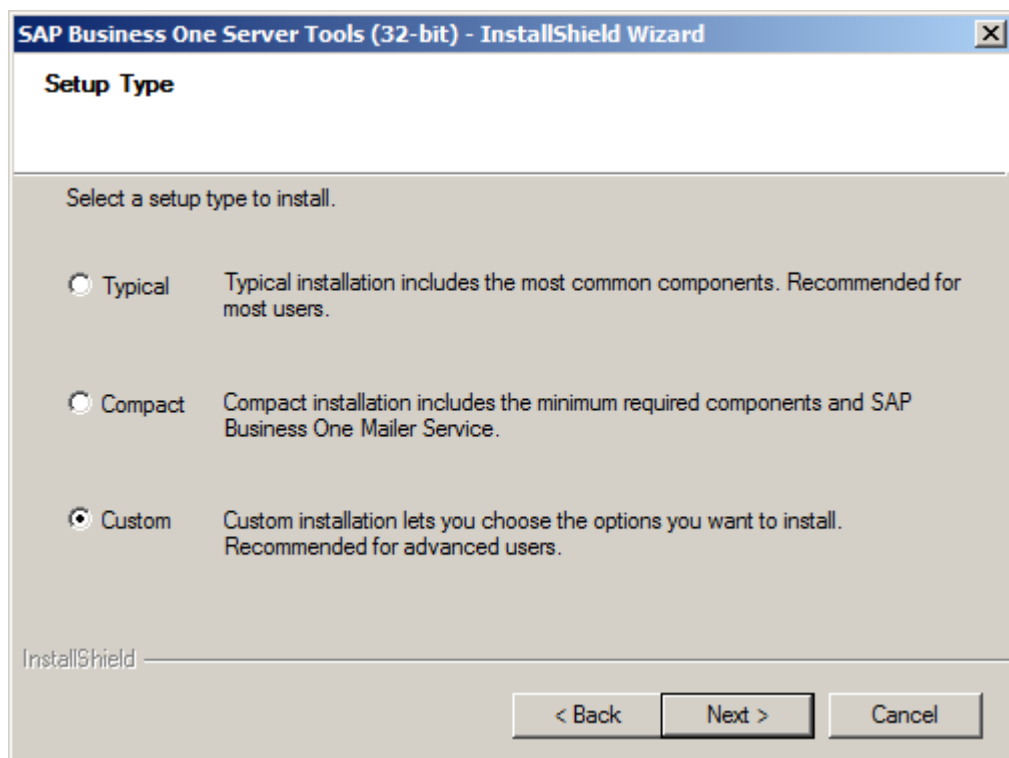 SAP Business One Server Tools (32-bit) - InstallShield Wizard
Setup Type
Select a setup type to install.
Typical
Typical installation includes the most common components. Recommended for
most users.
Compact
Compact installation includes the minimum required components and SAP
Business One Mailer Service.
Custom
Custom installation lets you choose the options you want to install.
Recommended for advanced users.
InstallShield
< Back
Next >
Cancel